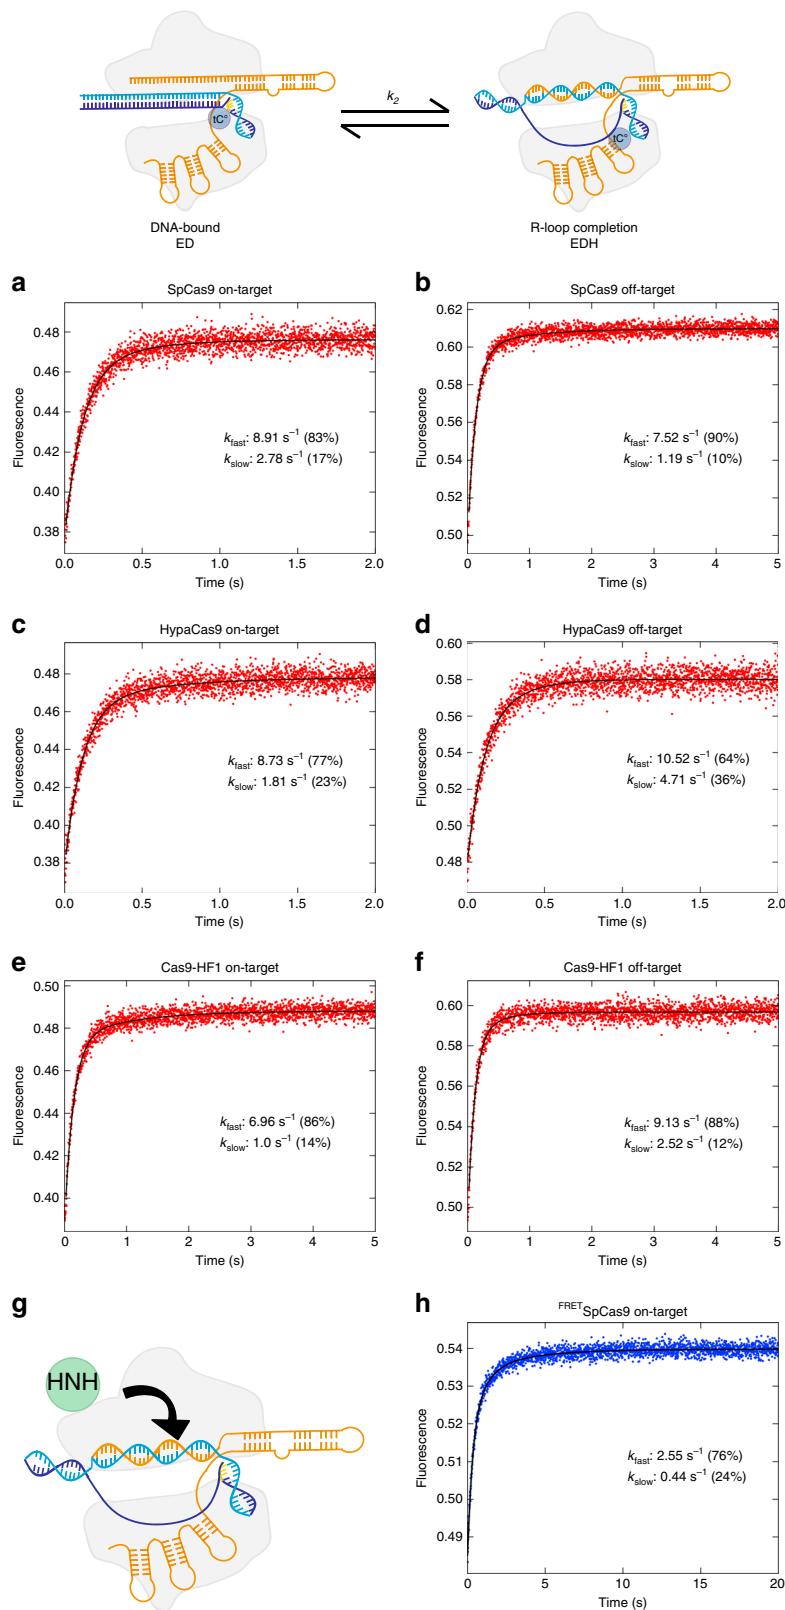 k2
tC°
tC°
DNA-bound
ED
R-loop completion
EDH
a
SpCas9 on-target
Fluorescence
0.48
0.46
0.44
0.42
0.40
0.38
kfast: 8.91 s−1 (83%)
kslow: 2.78 s−1 (17%)
0.0 0.5 1.0 1.5 2.0
Time (s)
b
SpCas9 off-target
Fluorescence
0.62
0.60
0.58
0.56
0.54
0.52
0.50
kfast: 7.52 s−1 (90%)
kslow: 1.19 s−1 (10%)
0 1 2 3 4 5
Time (s)
c
HypaCas9 on-target
Fluorescence
0.48
0.46
0.44
0.42
0.40
0.38
kfast: 8.73 s−1 (77%)
kslow: 1.81 s−1 (23%)
0.0 0.5 1.0 1.5 2.0
Time (s)
d
HypaCas9 off-target
Fluorescence
0.60
0.58
0.56
0.54
0.52
0.50
0.48
kfast: 10.52 s−1 (64%)
kslow: 4.71 s−1 (36%)
0.0 0.5 1.0 1.5 2.0
Time (s)
e
Cas9-HF1 on-target
Fluorescence
0.50
0.48
0.46
0.44
0.42
0.40
kfast: 6.96 s−1 (86%)
kslow: 1.0 s−1 (14%)
0 1 2 3 4 5
Time (s)
f
Cas9-HF1 off-target
Fluorescence
0.60
0.58
0.56
0.54
0.52
0.50
kfast: 9.13 s−1 (88%)
kslow: 2.52 s−1 (12%)
0 1 2 3 4 5
Time (s)
g
HNH
h
FRETSpCas9 on-target
Fluorescence
0.54
0.53
0.52
0.51
0.50
0.49
kfast: 2.55 s−1 (76%)
kslow: 0.44 s−1 (24%)
0 5 10 15 20
Time (s)